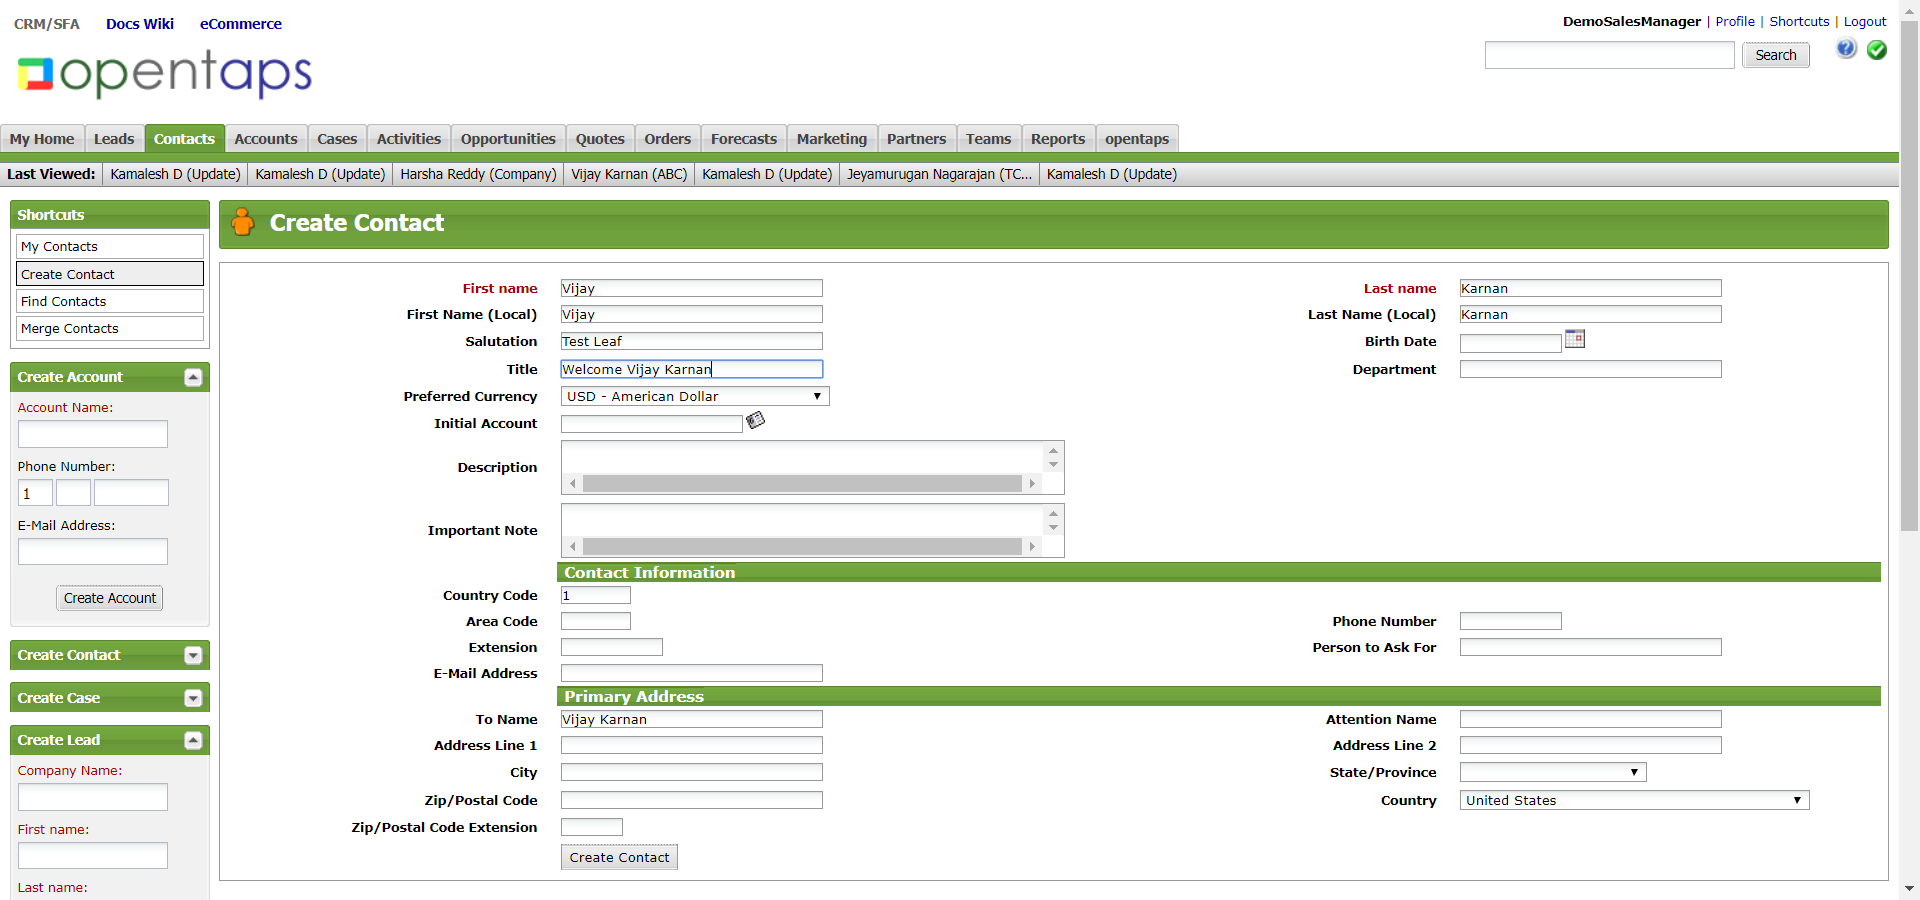 CRM/SFA Docs Wiki eCommerce
DemoSalesManager | Profile | Shortcuts | Logout
opentaps
Search
My Home Leads Contacts Accounts Cases Activities Opportunities Quotes Orders Forecasts Marketing Partners Teams Reports opentaps
Last Viewed: Kamalesh D (Update) Kamalesh D (Update) Harsha Reddy (Company) Vijay Karnan (ABC) Kamalesh D (Update) Jeyamurugan Nagarajan (TC... Kamalesh D (Update)
Shortcuts
My Contacts
Create Contact
Find Contacts
Merge Contacts
Create Account
Account Name:
Phone Number:
1
E-Mail Address:
Create Account
Create Contact
Create Case
Create Lead
Company Name:
First name:
Last name:
Create Contact
First name Vijay Last name Karnan
First Name (Local) Vijay Last Name (Local) Karnan
Salutation Test Leaf Birth Date
Title Welcome Vijay Karnan Department
Preferred Currency USD - American Dollar
Initial Account
Description
Important Note
Contact Information
Country Code 1
Area Code Phone Number
Extension Person to Ask For
E-Mail Address
Primary Address
To Name Vijay Karnan Attention Name
Address Line 1 Address Line 2
City State/Province
Zip/Postal Code Country United States
Zip/Postal Code Extension
Create Contact